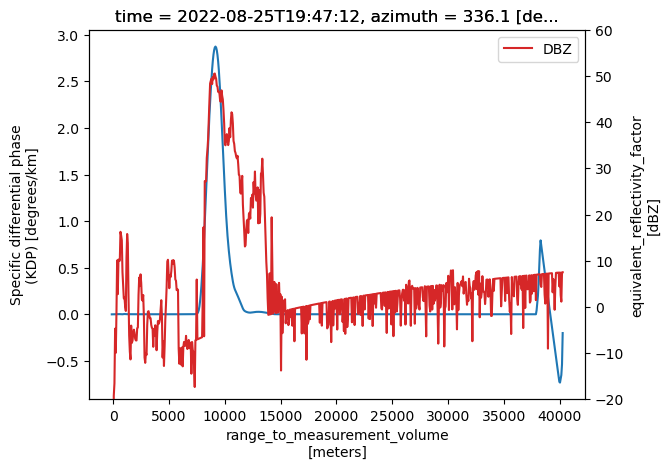 time = 2022-08-25T19:47:12, azimuth = 336.1 [de...
3.0
2.5
2.0
1.5
1.0
0.5
0.0
−0.5
Specific differential phase
(KDP) [degrees/km]
DBZ
60
50
40
30
20
10
0
−10
−20
equivalent_reflectivity_factor
[dBZ]
0 5000 10000 15000 20000 25000 30000 35000 40000
range_to_measurement_volume
[meters]